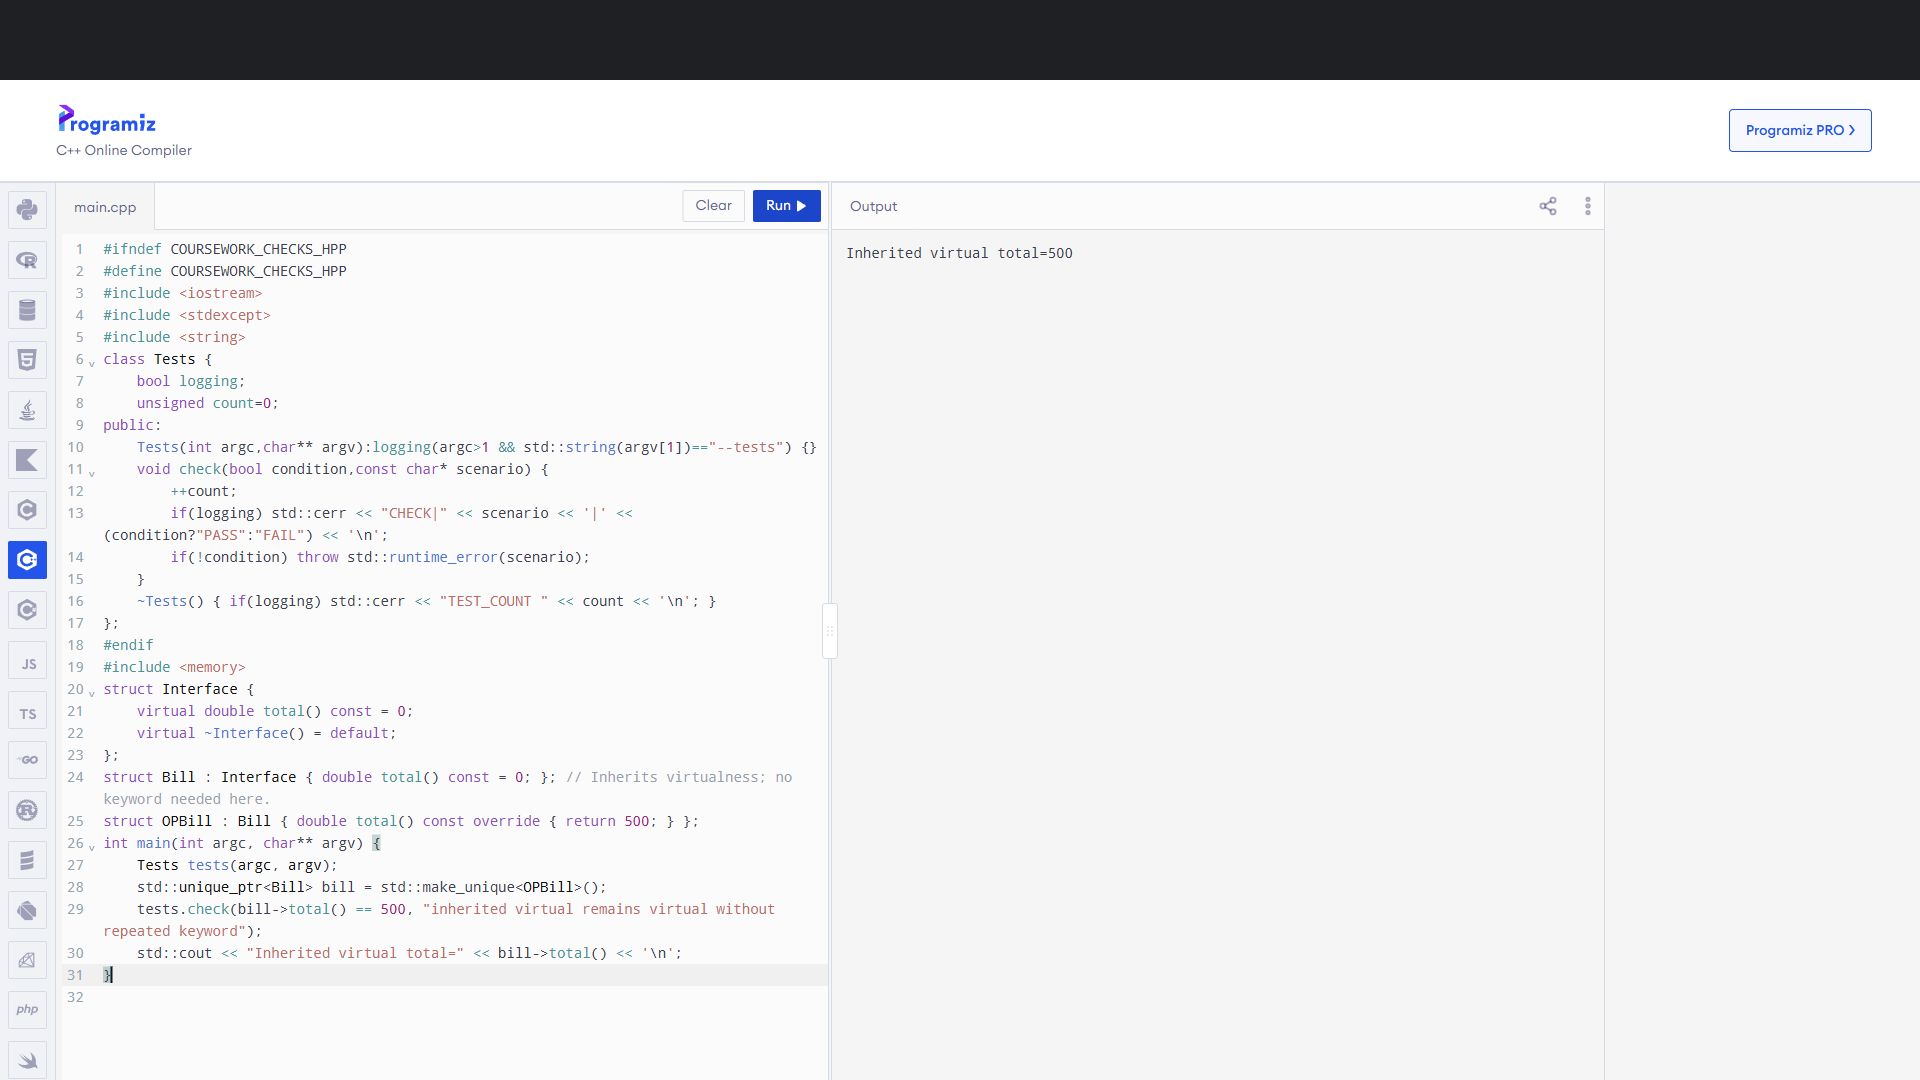 Programiz
C++ Online Compiler
Programiz PRO ❯
main.cpp
Clear
Run ▶
Output
1 #ifndef COURSEWORK_CHECKS_HPP
2 #define COURSEWORK_CHECKS_HPP
3 #include <iostream>
4 #include <stdexcept>
5 #include <string>
6 class Tests {
7     bool logging;
8     unsigned count=0;
9 public:
10     Tests(int argc,char** argv):logging(argc>1 && std::string(argv[1])=="--tests") {}
11     void check(bool condition,const char* scenario) {
12         ++count;
13         if(logging) std::cerr << "CHECK|" << scenario << '|' <<
(condition?"PASS":"FAIL") << '\n';
14         if(!condition) throw std::runtime_error(scenario);
15     }
16     ~Tests() { if(logging) std::cerr << "TEST_COUNT " << count << '\n'; }
17 };
18 #endif
19 #include <memory>
20 struct Interface {
21     virtual double total() const = 0;
22     virtual ~Interface() = default;
23 };
24 struct Bill : Interface { double total() const = 0; }; // Inherits virtualness; no
keyword needed here.
25 struct OPBill : Bill { double total() const override { return 500; } };
26 int main(int argc, char** argv) {
27     Tests tests(argc, argv);
28     std::unique_ptr<Bill> bill = std::make_unique<OPBill>();
29     tests.check(bill->total() == 500, "inherited virtual remains virtual without
repeated keyword");
30     std::cout << "Inherited virtual total=" << bill->total() << '\n';
31 }
32
Inherited virtual total=500
R
5
C
C
C
JS
TS
GO
R
php